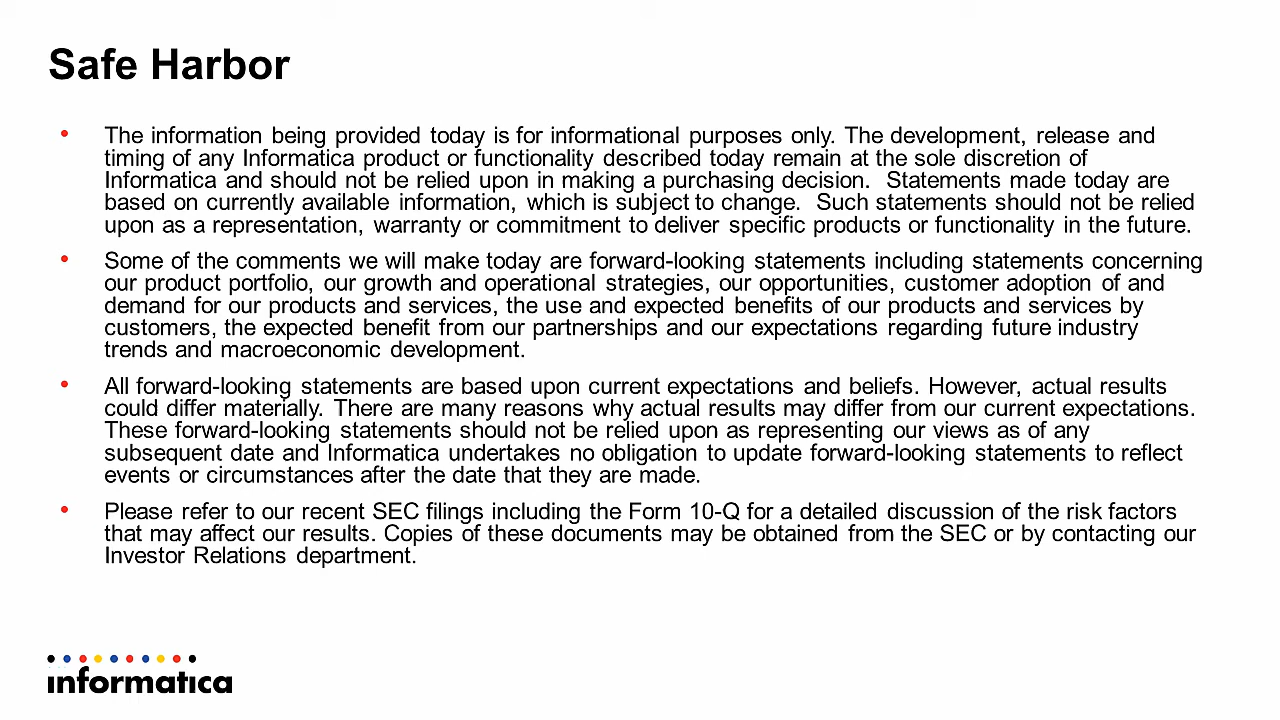 Safe Harbor
• The information being provided today is for informational purposes only. The development, release and
timing of any Informatica product or functionality described today remain at the sole discretion of
Informatica and should not be relied upon in making a purchasing decision.  Statements made today are
based on currently available information, which is subject to change.  Such statements should not be relied
upon as a representation, warranty or commitment to deliver specific products or functionality in the future.
• Some of the comments we will make today are forward-looking statements including statements concerning
our product portfolio, our growth and operational strategies, our opportunities, customer adoption of and
demand for our products and services, the use and expected benefits of our products and services by
customers, the expected benefit from our partnerships and our expectations regarding future industry
trends and macroeconomic development.
• All forward-looking statements are based upon current expectations and beliefs. However, actual results
could differ materially. There are many reasons why actual results may differ from our current expectations.
These forward-looking statements should not be relied upon as representing our views as of any
subsequent date and Informatica undertakes no obligation to update forward-looking statements to reflect
events or circumstances after the date that they are made.
• Please refer to our recent SEC filings including the Form 10-Q for a detailed discussion of the risk factors
that may affect our results. Copies of these documents may be obtained from the SEC or by contacting our
Investor Relations department.
informatica